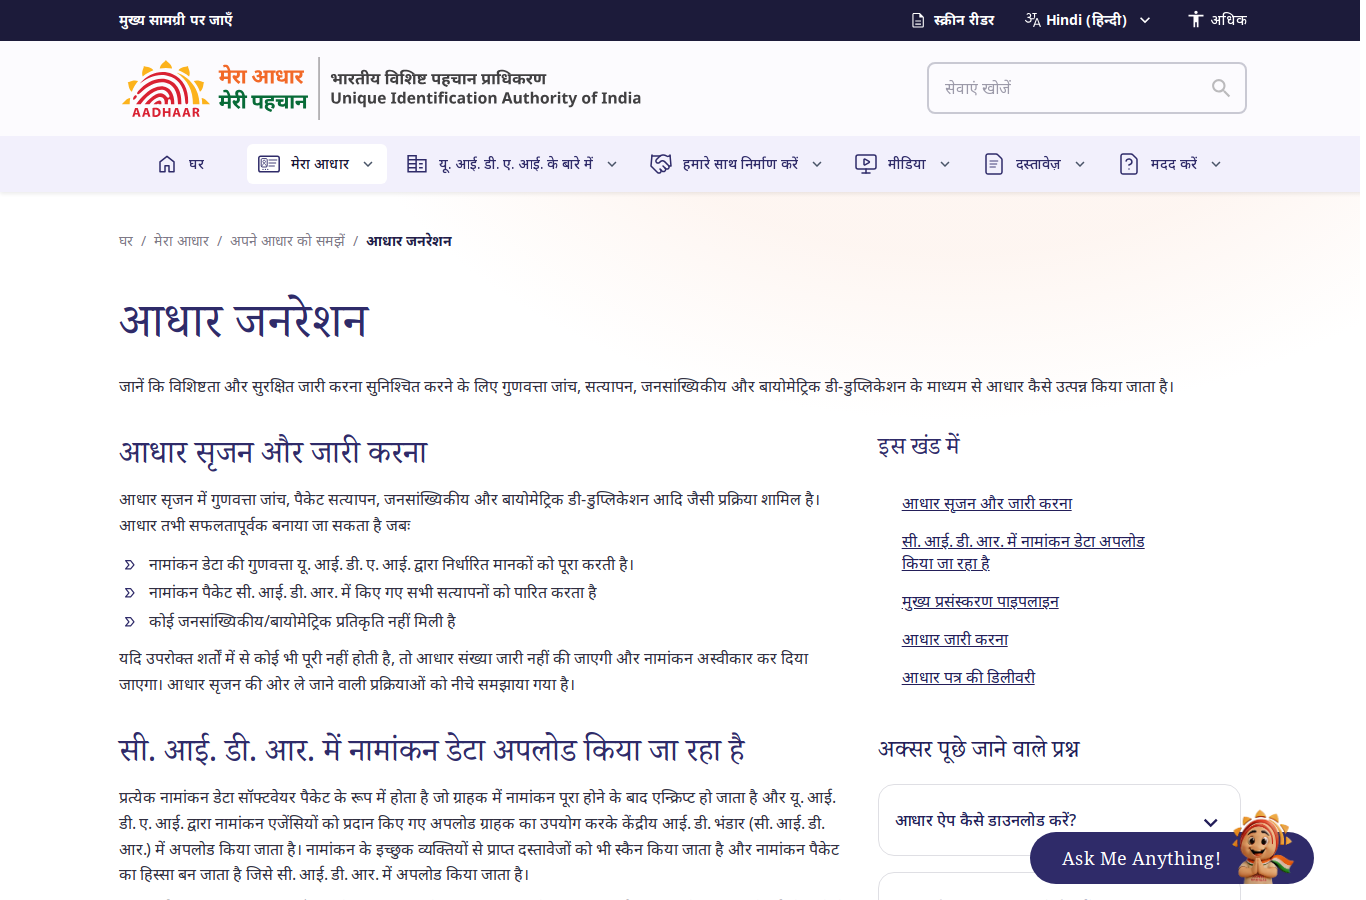 मुख्य सामग्री पर जाएँ
स्क्रीन रीडर
Hindi (हिन्दी)
अधिक
AADHAAR
मेरा आधार
मेरी पहचान
भारतीय विशिष्ट पहचान प्राधिकरण
Unique Identification Authority of India
सेवाएं खोजें
घर
मेरा आधार
यू. आई. डी. ए. आई. के बारे में
हमारे साथ निर्माण करें
मीडिया
दस्तावेज़
मदद करें
घर / मेरा आधार / अपने आधार को समझें / आधार जनरेशन
आधार जनरेशन
जानें कि विशिष्टता और सुरक्षित जारी करना सुनिश्चित करने के लिए गुणवत्ता जांच, सत्यापन, जनसांख्यिकीय और बायोमेट्रिक डी-डुप्लिकेशन के माध्यम से आधार कैसे उत्पन्न किया जाता है।
आधार सृजन और जारी करना
आधार सृजन में गुणवत्ता जांच, पैकेट सत्यापन, जनसांख्यिकीय और बायोमेट्रिक डी-डुप्लिकेशन आदि जैसी प्रक्रिया शामिल है।
आधार तभी सफलतापूर्वक बनाया जा सकता है जबः
नामांकन डेटा की गुणवत्ता यू. आई. डी. ए. आई. द्वारा निर्धारित मानकों को पूरा करती है।
नामांकन पैकेट सी. आई. डी. आर. में किए गए सभी सत्यापनों को पारित करता है
कोई जनसांख्यिकीय/बायोमेट्रिक प्रतिकृति नहीं मिली है
यदि उपरोक्त शर्तों में से कोई भी पूरी नहीं होती है, तो आधार संख्या जारी नहीं की जाएगी और नामांकन अस्वीकार कर दिया
जाएगा। आधार सृजन की ओर ले जाने वाली प्रक्रियाओं को नीचे समझाया गया है।
सी. आई. डी. आर. में नामांकन डेटा अपलोड किया जा रहा है
प्रत्येक नामांकन डेटा सॉफ्टवेयर पैकेट के रूप में होता है जो ग्राहक में नामांकन पूरा होने के बाद एन्क्रिप्ट हो जाता है और यू. आई.
डी. ए. आई. द्वारा नामांकन एजेंसियों को प्रदान किए गए अपलोड ग्राहक का उपयोग करके केंद्रीय आई. डी. भंडार (सी. आई. डी.
आर.) में अपलोड किया जाता है। नामांकन के इच्छुक व्यक्तियों से प्राप्त दस्तावेजों को भी स्कैन किया जाता है और नामांकन पैकेट
का हिस्सा बन जाता है जिसे सी. आई. डी. आर. में अपलोड किया जाता है।
इस खंड में
आधार सृजन और जारी करना
सी. आई. डी. आर. में नामांकन डेटा अपलोड
किया जा रहा है
मुख्य प्रसंस्करण पाइपलाइन
आधार जारी करना
आधार पत्र की डिलीवरी
अक्सर पूछे जाने वाले प्रश्न
आधार ऐप कैसे डाउनलोड करें?
Ask Me Anything!